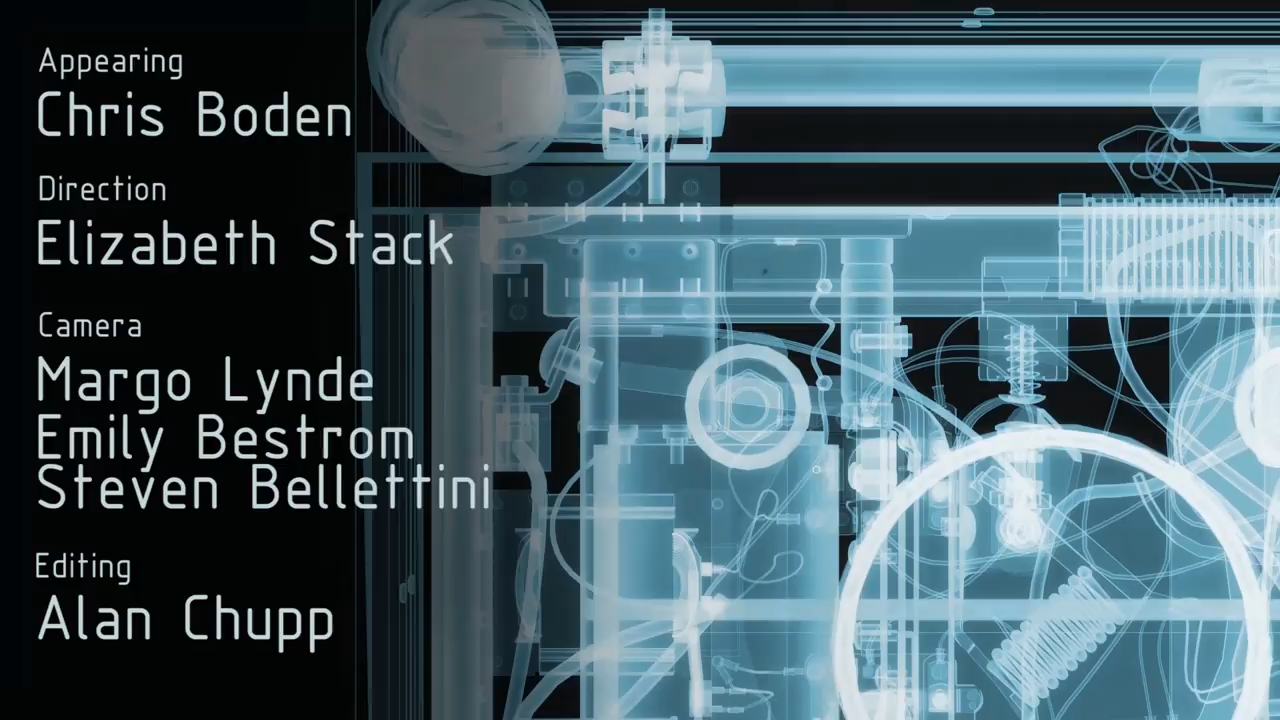 Appearing
Chris Boden
Direction
Elizabeth Stack
Camera
Margo Lynde
Emily Bestrom
Steven Bellettini
Editing
Alan Chupp